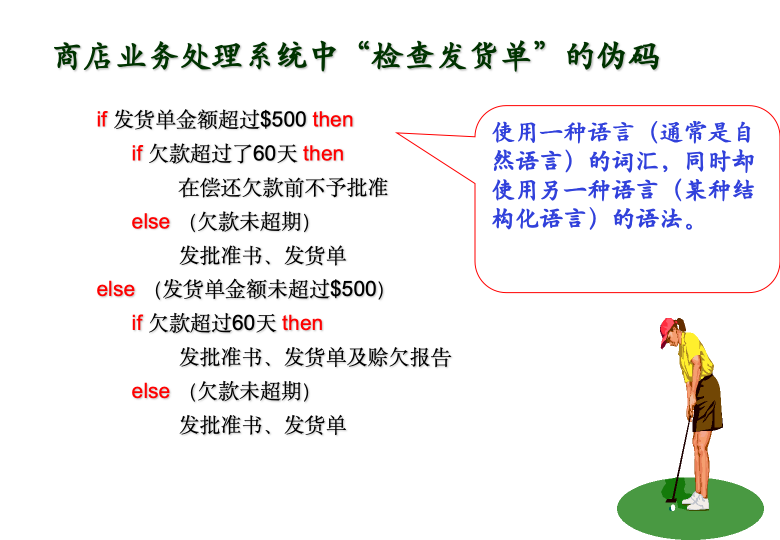 商店业务处理系统中“检查发货单”的伪码
if 发货单金额超过$500 then
if 欠款超过了60天 then
在偿还欠款前不予批准
else （欠款未超期）
发批准书、发货单
else （发货单金额未超过$500）
if 欠款超过60天 then
发批准书、发货单及赊欠报告
else （欠款未超期）
发批准书、发货单
使用一种语言（通常是自
然语言）的词汇，同时却
使用另一种语言（某种结
构化语言）的语法。